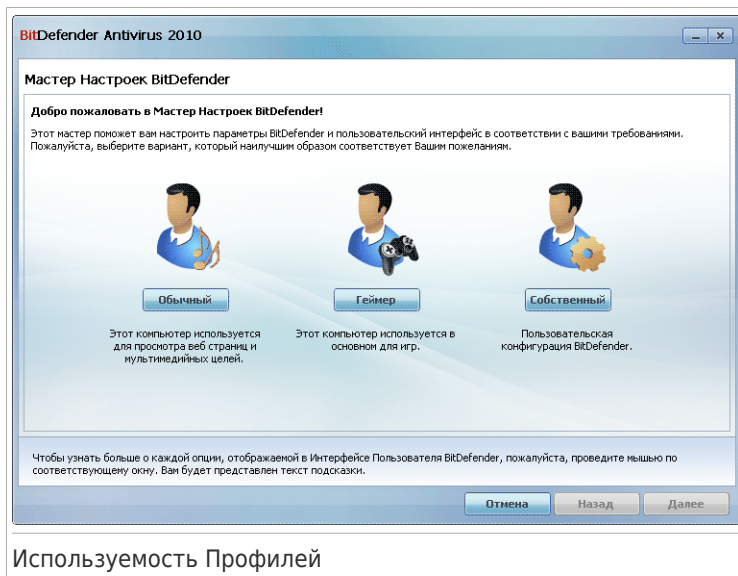 BitDefender Antivirus 2010
Мастер Настроек BitDefender
Добро пожаловать в Мастер Настроек BitDefender!
Этот мастер поможет вам настроить параметры BitDefender и пользовательский интерфейс в соответствии с вашими требованиями.
Пожалуйста, выберите вариант, который наилучшим образом соответствует Вашим пожеланиям.
Обычный
Геймер
Собственный
Этот компьютер используется
для просмотра веб страниц и
мультимедийных целей.
Этот компьютер используется в
основном для игр.
Пользовательская
конфигурация BitDefender.
Чтобы узнать больше о каждой опции, отображаемой в Интерфейсе Пользователя BitDefender, пожалуйста, проведите мышью по
соответствующему окну. Вам будет представлен текст подсказки.
Отмена
Назад
Далее
Используемость Профилей